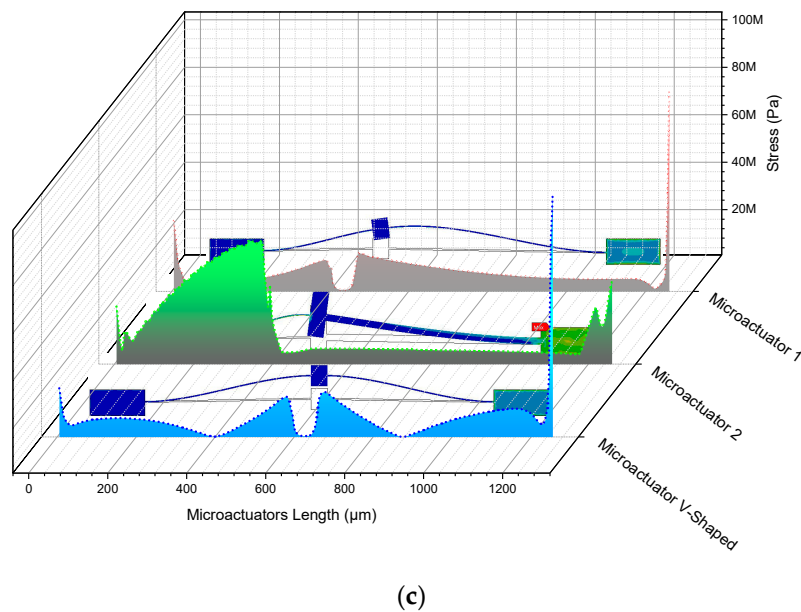 100M
80M
60M
40M
20M
Stress (Pa)
Microactuator 1
Microactuator 2
Microactuator V-Shaped
0
200
400
600
800
1000
1200
Microactuators Length (µm)
(c)